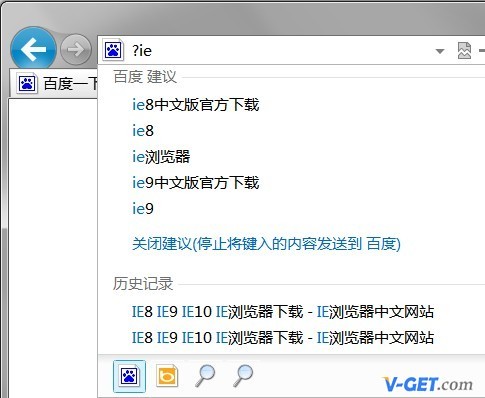 ?ie
百度一下
百度 建议
ie8中文版官方下载
ie8
ie浏览器
ie9中文版官方下载
ie9
关闭建议(停止将键入的内容发送到 百度)
历史记录
IE8 IE9 IE10 IE浏览器下载 - IE浏览器中文网站
IE8 IE9 IE10 IE浏览器下载 - IE浏览器中文网站
V-GET.com